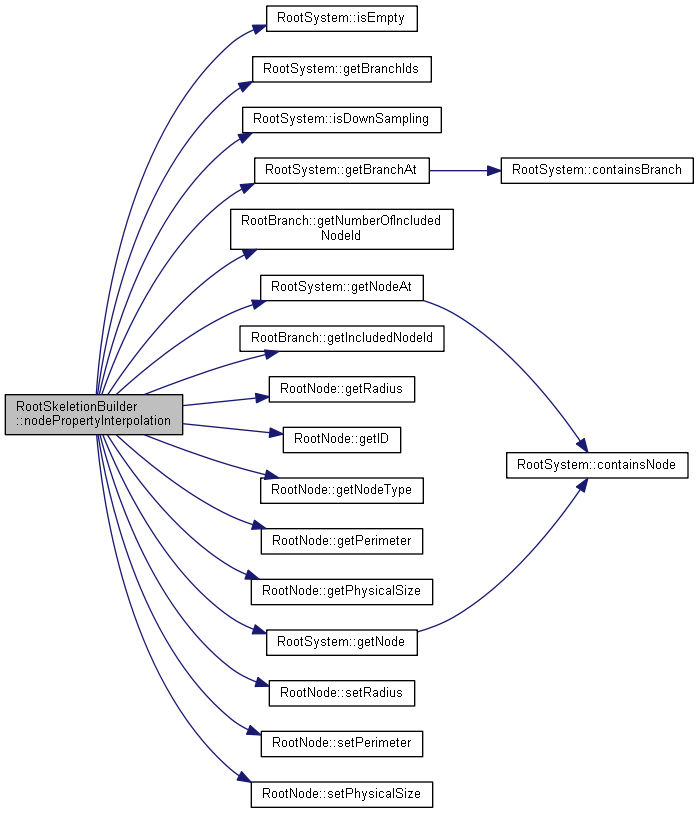 RootSystem::isEmpty
RootSystem::getBranchIds
RootSystem::isDownSampling
RootSystem::getBranchAt
RootSystem::containsBranch
RootBranch::getNumberOfIncluded
NodeId
RootSystem::getNodeAt
RootBranch::getIncludedNodeId
RootNode::getRadius
RootSkeletionBuilder
::nodePropertyInterpolation
RootNode::getID
RootSystem::containsNode
RootNode::getNodeType
RootNode::getPerimeter
RootNode::getPhysicalSize
RootSystem::getNode
RootNode::setRadius
RootNode::setPerimeter
RootNode::setPhysicalSize